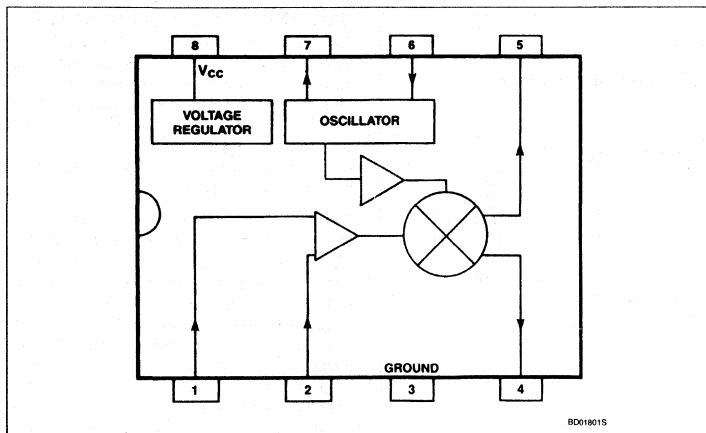 8 7 6 5
VCC
VOLTAGE
REGULATOR
OSCILLATOR
GROUND
1 2 3 4
BD01801S